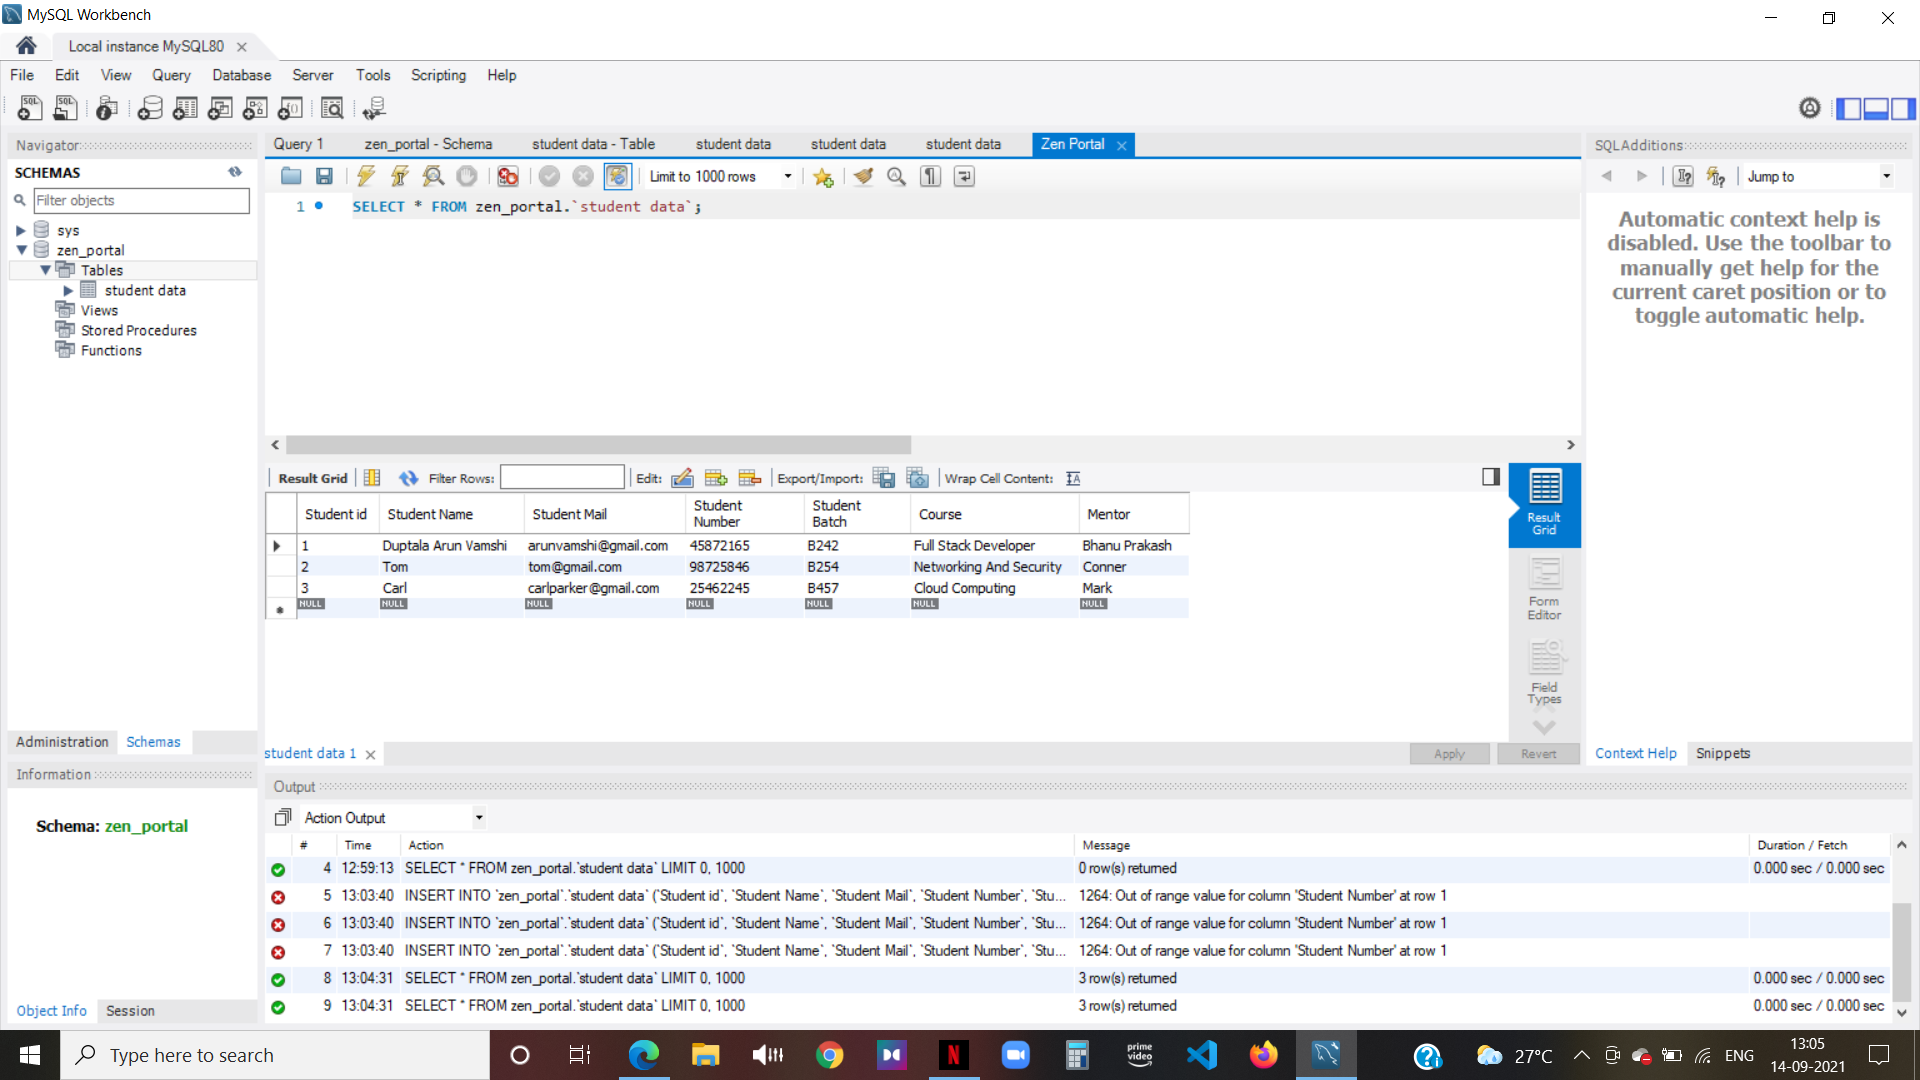 MySQL Workbench
Local instance MySQL80
File Edit View Query Database Server Tools Scripting Help
Navigator
SCHEMAS
Filter objects
sys
zen_portal
Tables
student data
Views
Stored Procedures
Functions
Administration Schemas
Information
Schema: zen_portal
Object Info Session
Query 1 zen_portal - Schema student data - Table student data student data student data Zen Portal
Limit to 1000 rows
1 SELECT * FROM zen_portal.`student data`;
Result Grid Filter Rows: Edit: Export/Import: Wrap Cell Content:
Student id Student Name Student Mail Student Number Student Batch Course Mentor
1 Duptala Arun Vamshi arunvamshi@gmail.com 45872165 B242 Full Stack Developer Bhanu Prakash
2 Tom tom@gmail.com 98725846 B254 Networking And Security Conner
3 Carl carlparker@gmail.com 25462245 B457 Cloud Computing Mark
NULL NULL NULL NULL NULL NULL NULL
Result
Grid
Form
Editor
Field
Types
student data 1
Apply Revert
SQLAdditions
Jump to
Automatic context help is
disabled. Use the toolbar to
manually get help for the
current caret position or to
toggle automatic help.
Context Help Snippets
Output
Action Output
# Time Action Message Duration / Fetch
4 12:59:13 SELECT * FROM zen_portal.`student data` LIMIT 0, 1000 0 row(s) returned 0.000 sec / 0.000 sec
5 13:03:40 INSERT INTO `zen_portal`.`student data` (`Student id`, `Student Name`, `Student Mail`, `Student Number`, `Stu... 1264: Out of range value for column 'Student Number' at row 1
6 13:03:40 INSERT INTO `zen_portal`.`student data` (`Student id`, `Student Name`, `Student Mail`, `Student Number`, `Stu... 1264: Out of range value for column 'Student Number' at row 1
7 13:03:40 INSERT INTO `zen_portal`.`student data` (`Student id`, `Student Name`, `Student Mail`, `Student Number`, `Stu... 1264: Out of range value for column 'Student Number' at row 1
8 13:04:31 SELECT * FROM zen_portal.`student data` LIMIT 0, 1000 3 row(s) returned 0.000 sec / 0.000 sec
9 13:04:31 SELECT * FROM zen_portal.`student data` LIMIT 0, 1000 3 row(s) returned 0.000 sec / 0.000 sec
Type here to search
N
prime
video
27°C
ENG
13:05
14-09-2021